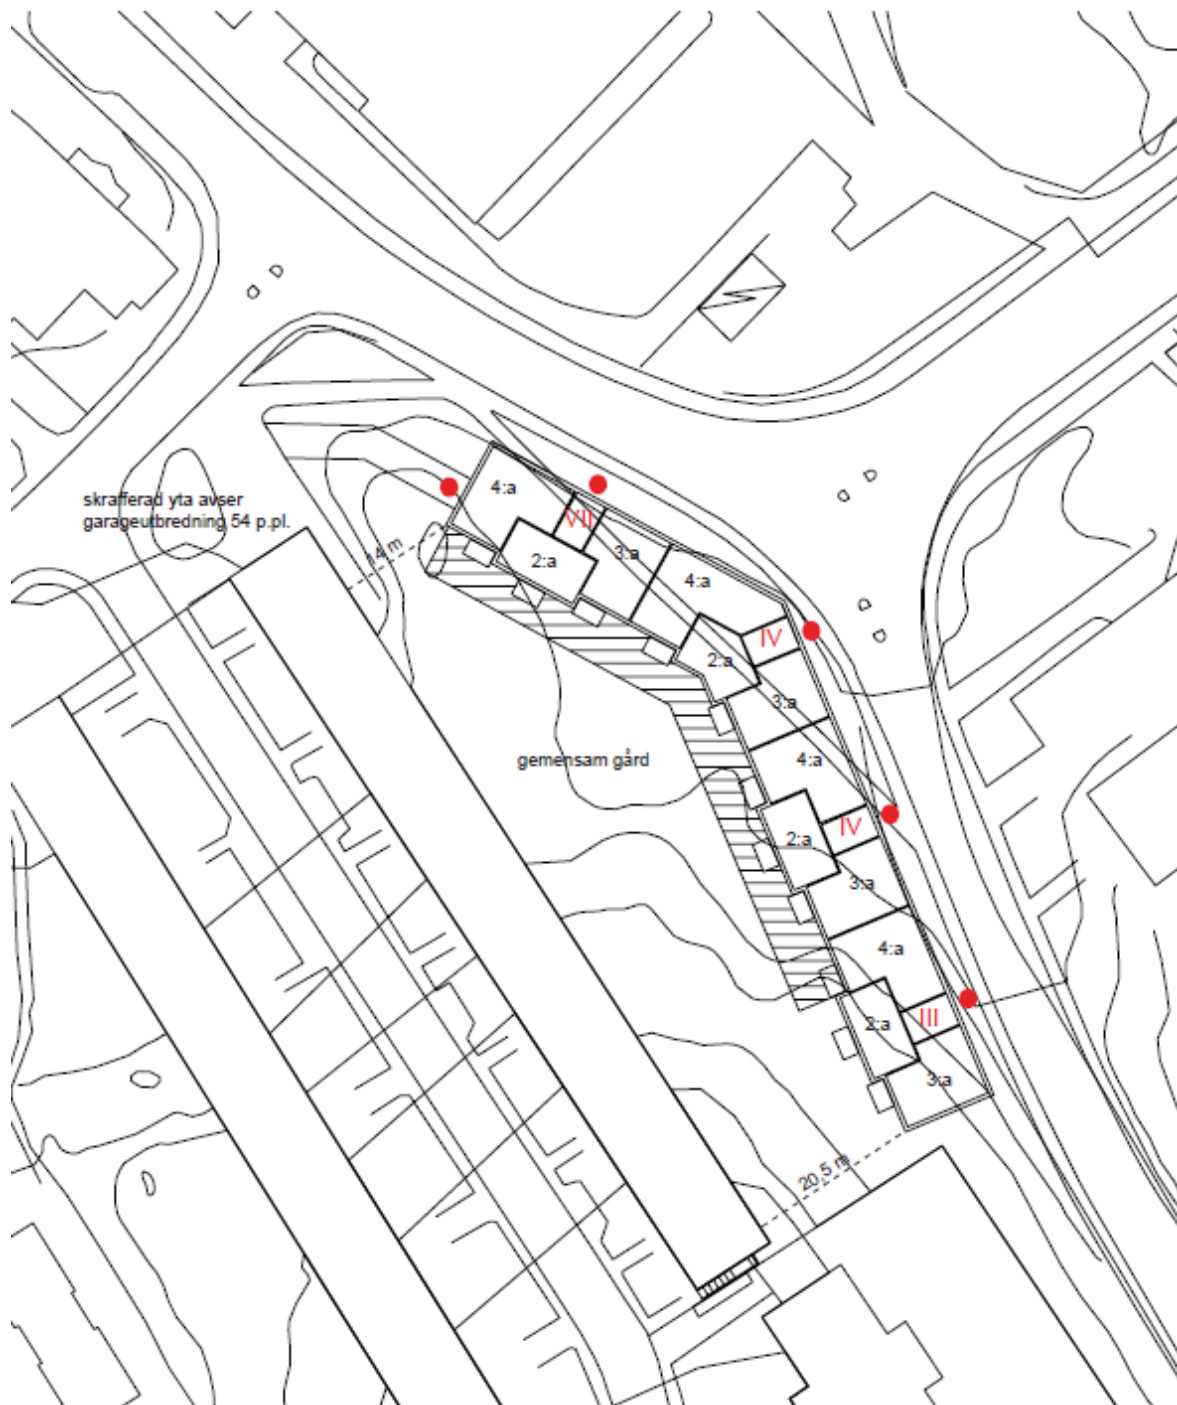 4:a
skrafferad yta avser
garageutbredning 54 p.pl.
VII
14 m
2:a
3:a
4:a
IV
2:a
3:a
gemensam gård
4:a
IV
2:a
3:a
4:a
2:a
III
3:a
20,5 m